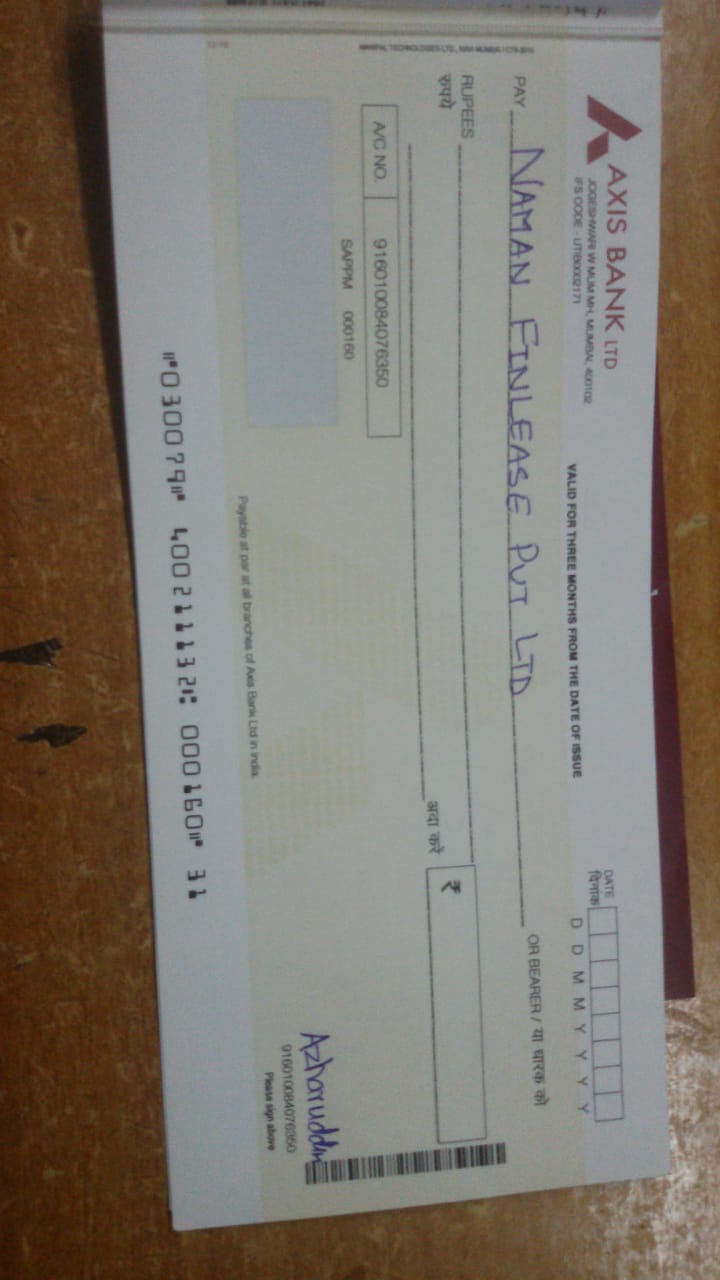 AXIS BANK LTD
JOGESHWARI W MUM MH, MUMBAI, 400102
IFS CODE - UTIB0002171
VALID FOR THREE MONTHS FROM THE DATE OF ISSUE
DATE
दिनांक
D D M M Y Y Y Y
PAY NAMAN FINLEASE PVT LTD OR BEARER / या धारक को
RUPEES
रुपये
अदा करें
₹
A/C NO. 916010084076350
SAPPM 000160
Azharuddin
916010084076350
Please sign above
Payable at par at all branches of Axis Bank Ltd in India.
MANIPAL TECHNOLOGIES LTD., NAVI MUMBAI / CTS-2010
⑈030079⑈ 400211132⑆ 000160⑈ 31